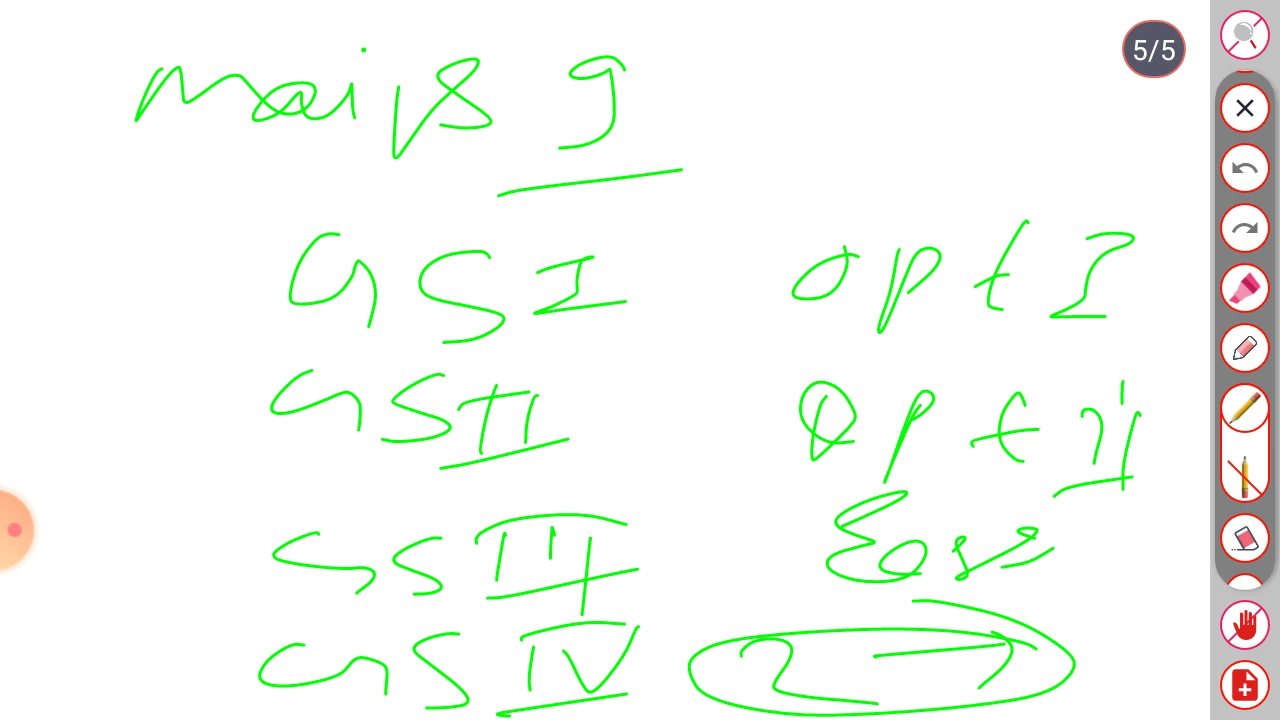 5/5
mains 9
GS I opt I
GS II opt II
GS III Essay
GS IV 2 →